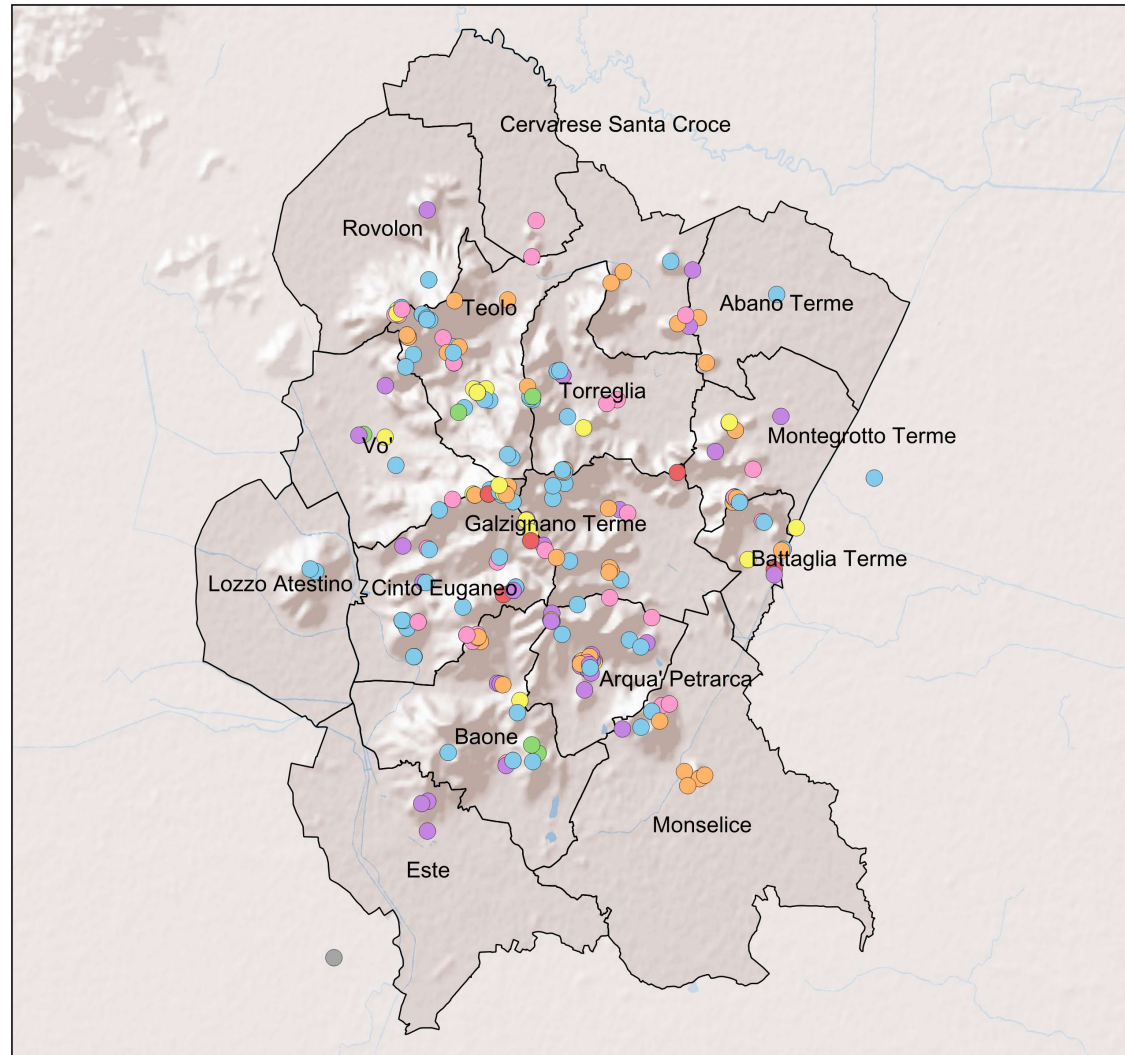 Cervarese Santa Croce
Rovolon
Teolo
Abano Terme
Torreglia
Montegrotto Terme
Vo'
Galzignano Terme
Battaglia Terme
Lozzo Atestino
Cinto Euganeo
Arqua' Petrarca
Baone
Monselice
Este